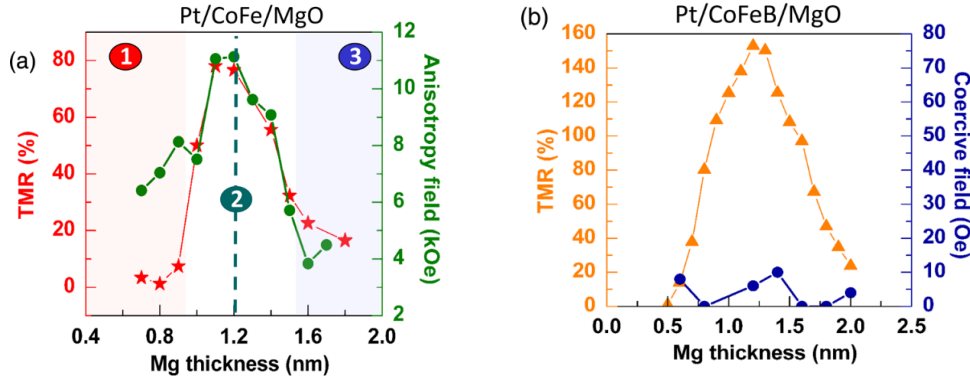 Pt/CoFe/MgO
(a)
1
2
3
TMR (%)
80
60
40
20
0
Anisotropy field (kOe)
12
10
8
6
4
2
0.4 0.8 1.2 1.6 2.0
Mg thickness (nm)
Pt/CoFeB/MgO
(b)
TMR (%)
160
140
120
100
80
60
40
20
0
Coercive field (Oe)
80
70
60
50
40
30
20
10
0
0.0 0.5 1.0 1.5 2.0 2.5
Mg thickness (nm)